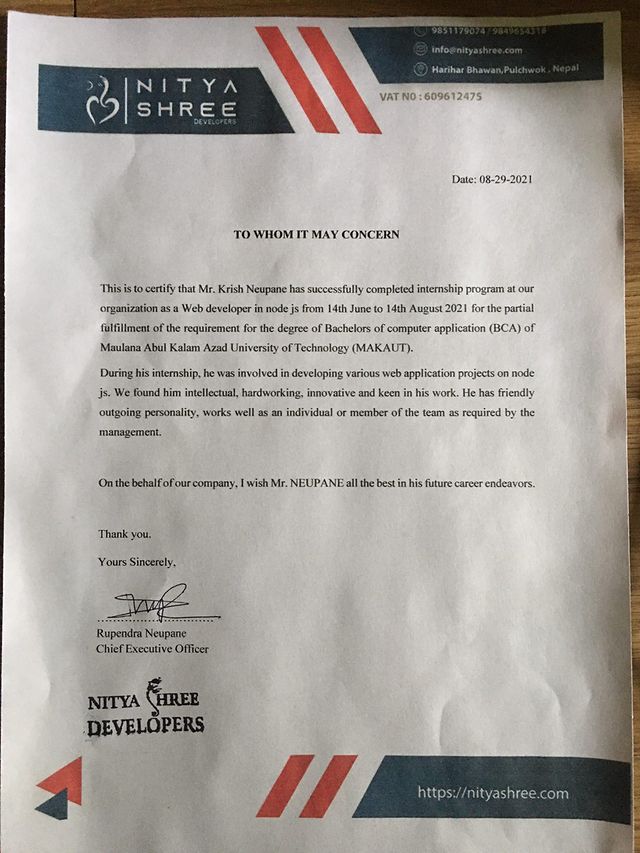 9851179074 / 9849654318
info@nityashree.com
Harihar Bhawan,Pulchwok , Nepal
NITYA
SHREE
DEVELOPERS
VAT NO : 609612475
Date: 08-29-2021
TO WHOM IT MAY CONCERN
This is to certify that Mr. Krish Neupane has successfully completed internship program at our
organization as a Web developer in node js from 14th June to 14th August 2021 for the partial
fulfillment of the requirement for the degree of Bachelors of computer application (BCA) of
Maulana Abul Kalam Azad University of Technology (MAKAUT).
During his internship, he was involved in developing various web application projects on node
js. We found him intellectual, hardworking, innovative and keen in his work. He has friendly
outgoing personality, works well as an individual or member of the team as required by the
management.
On the behalf of our company, I wish Mr. NEUPANE all the best in his future career endeavors.
Thank you.
Yours Sincerely,
Rupendra Neupane
Chief Executive Officer
NITYA SHREE
DEVELOPERS
https://nityashree.com